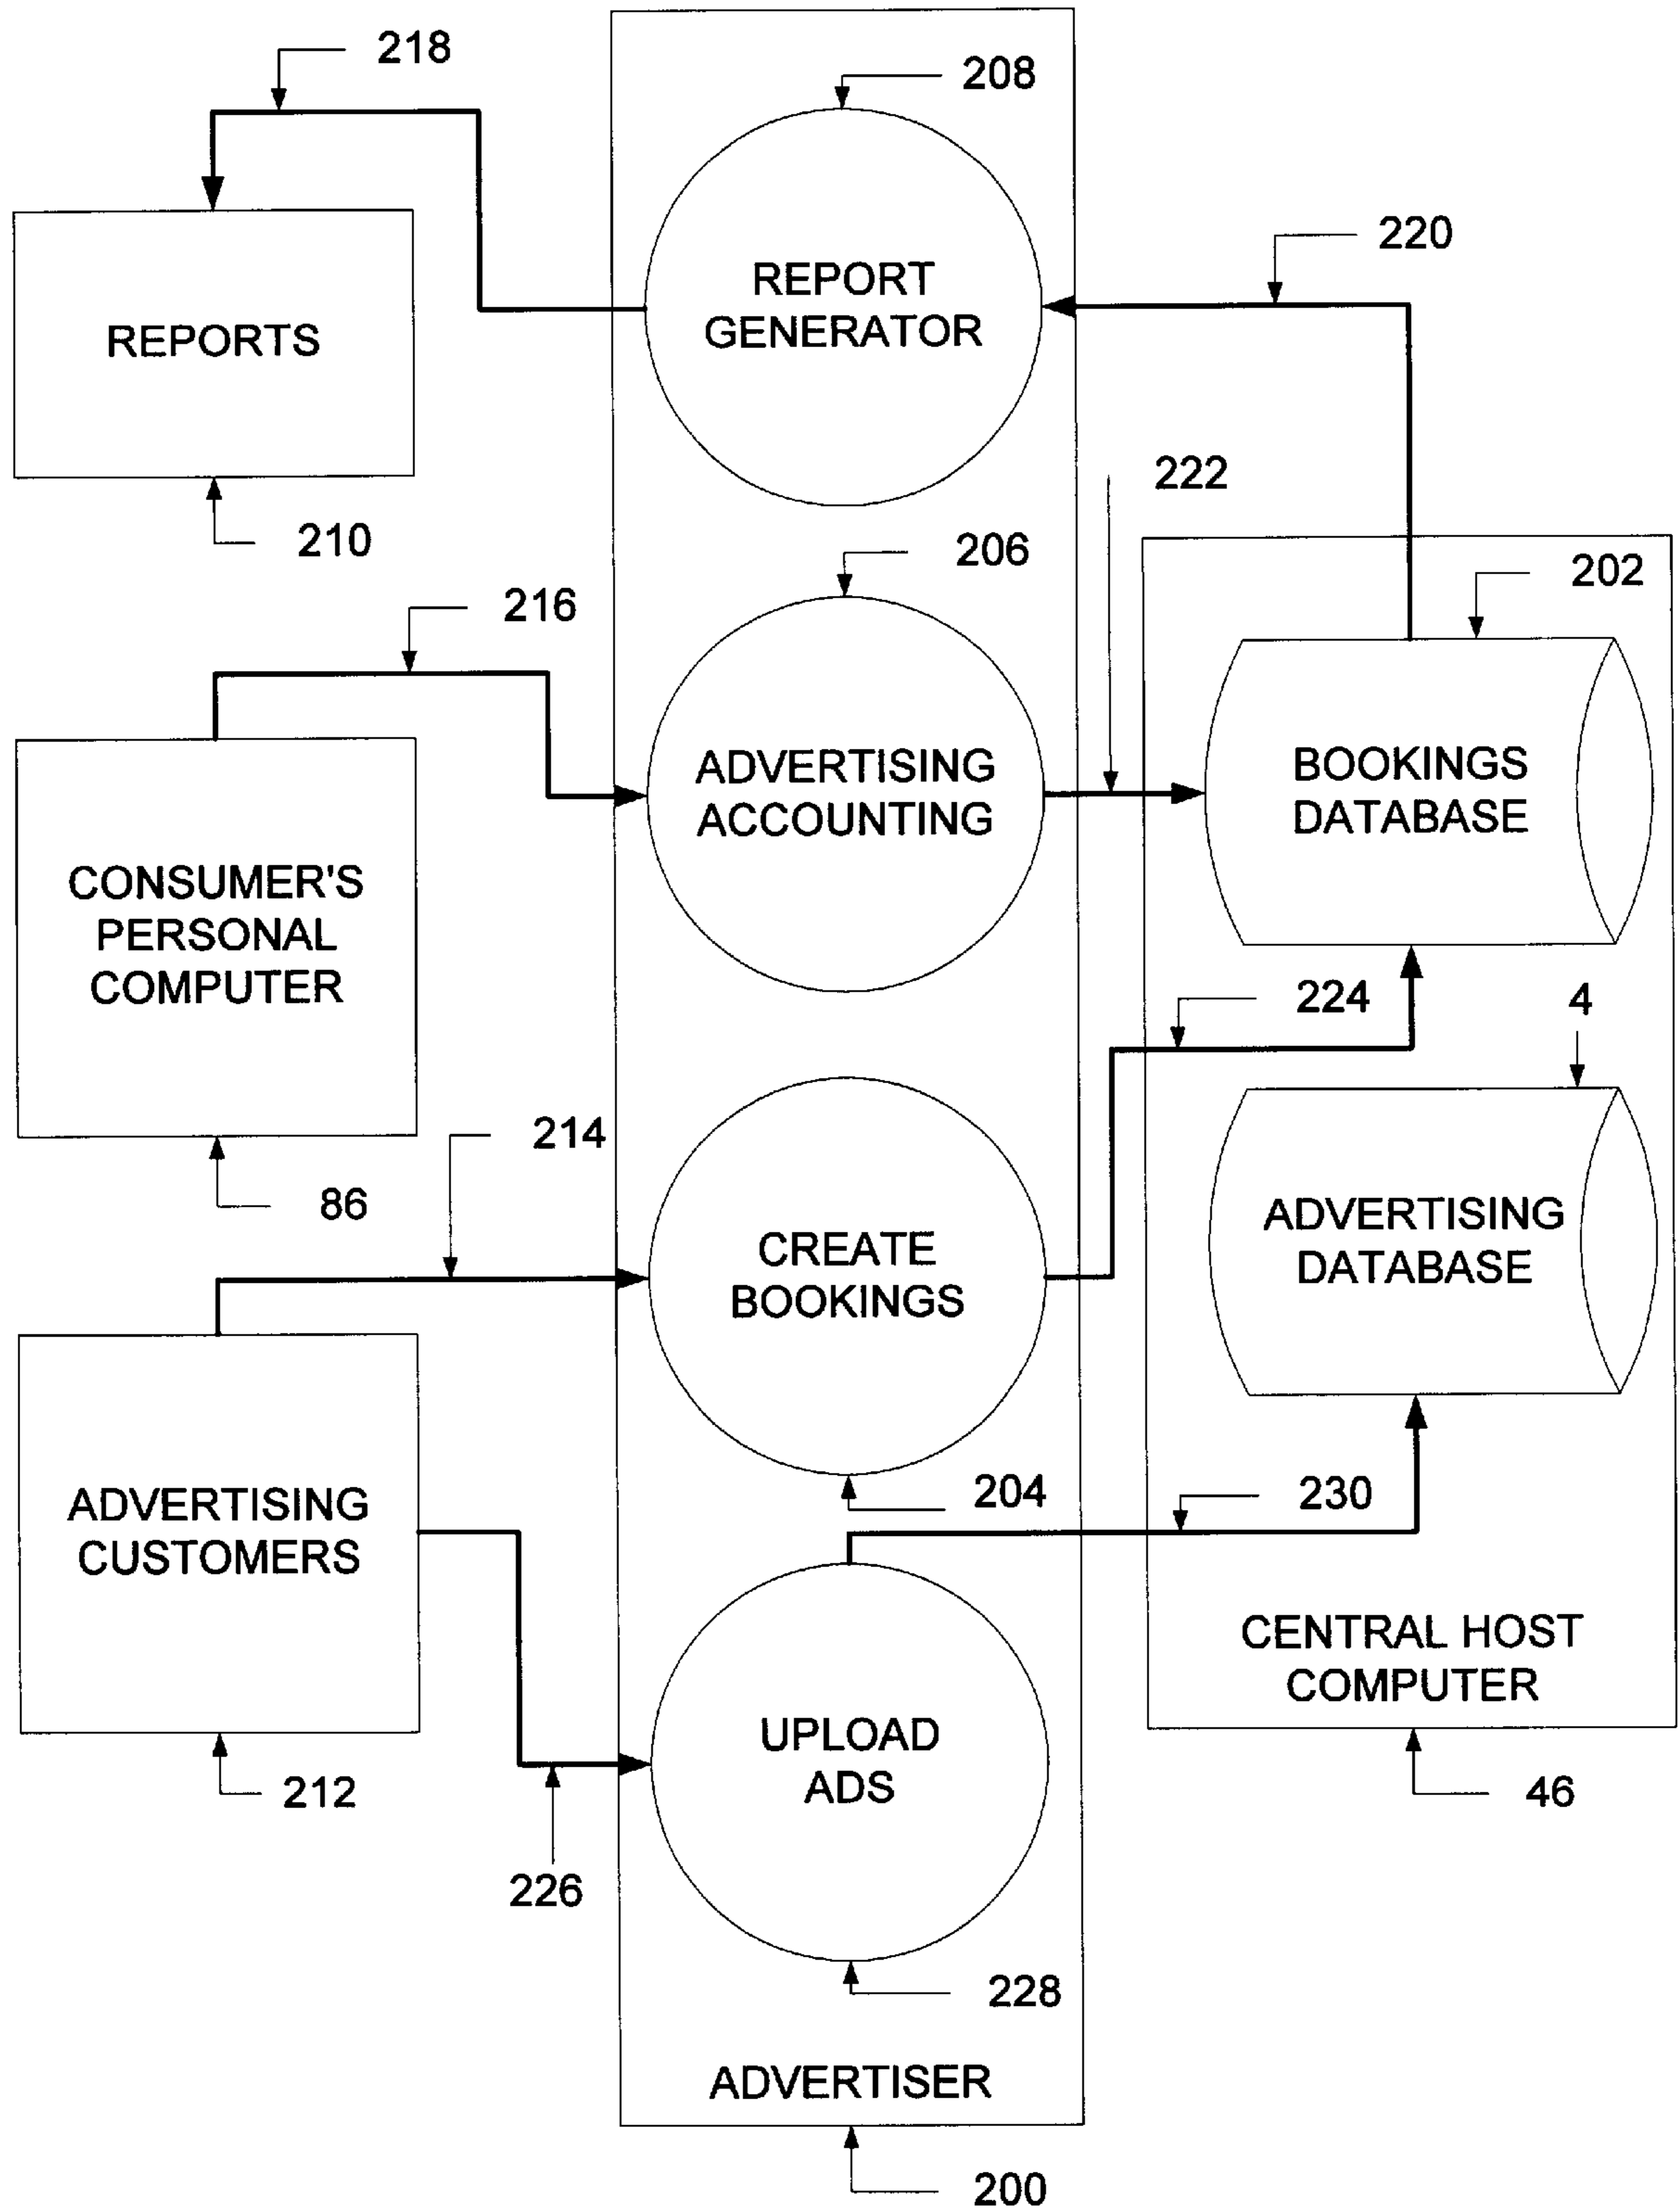 218
208
REPORT
GENERATOR
220
REPORTS
222
210
206
202
216
ADVERTISING
ACCOUNTING
BOOKINGS
DATABASE
CONSUMER'S
PERSONAL
COMPUTER
224
4
214
86
CREATE
BOOKINGS
ADVERTISING
DATABASE
204
230
ADVERTISING
CUSTOMERS
CENTRAL HOST
COMPUTER
UPLOAD
ADS
212
46
226
228
ADVERTISER
200